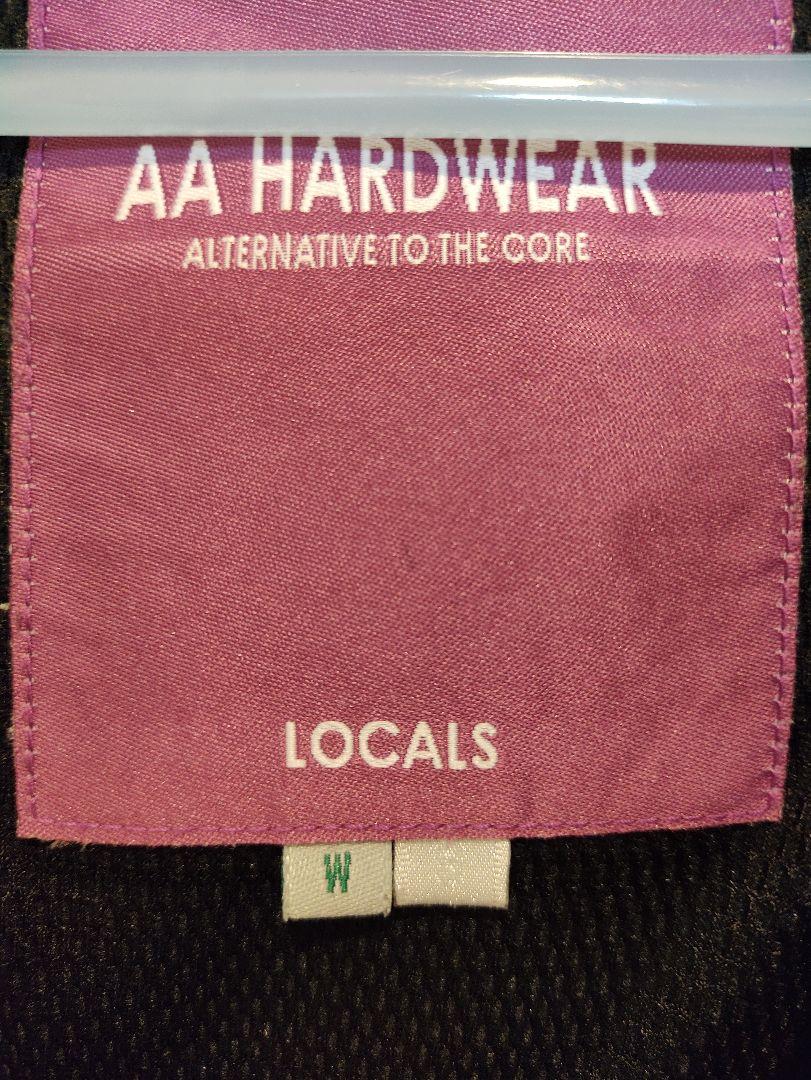 AA HARDWEAR
ALTERNATIVE TO THE CORE
LOCALS
W